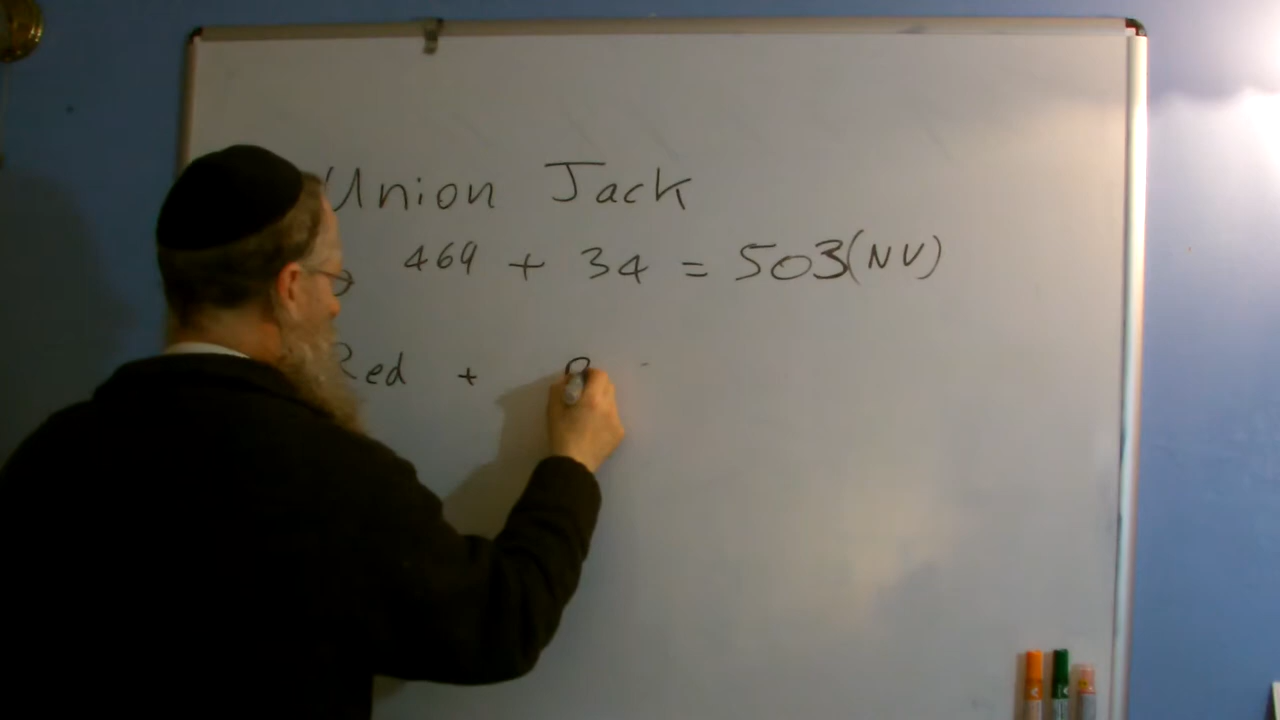 Union Jack
469 + 34 = 503 (NV)
Red +